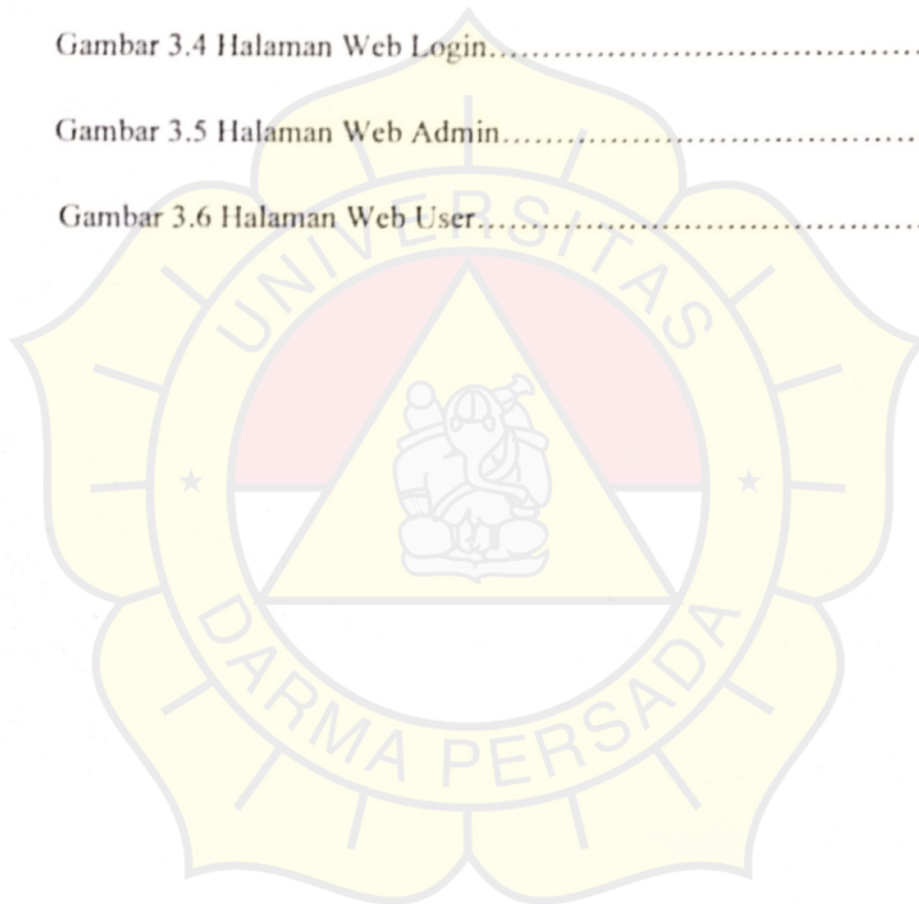 Gambar 3.4 Halaman Web Login............................................
Gambar 3.5 Halaman Web Admin..........................................
Gambar 3.6 Halaman Web User.............................................
UNIVERSITAS
DARMA PERSADA